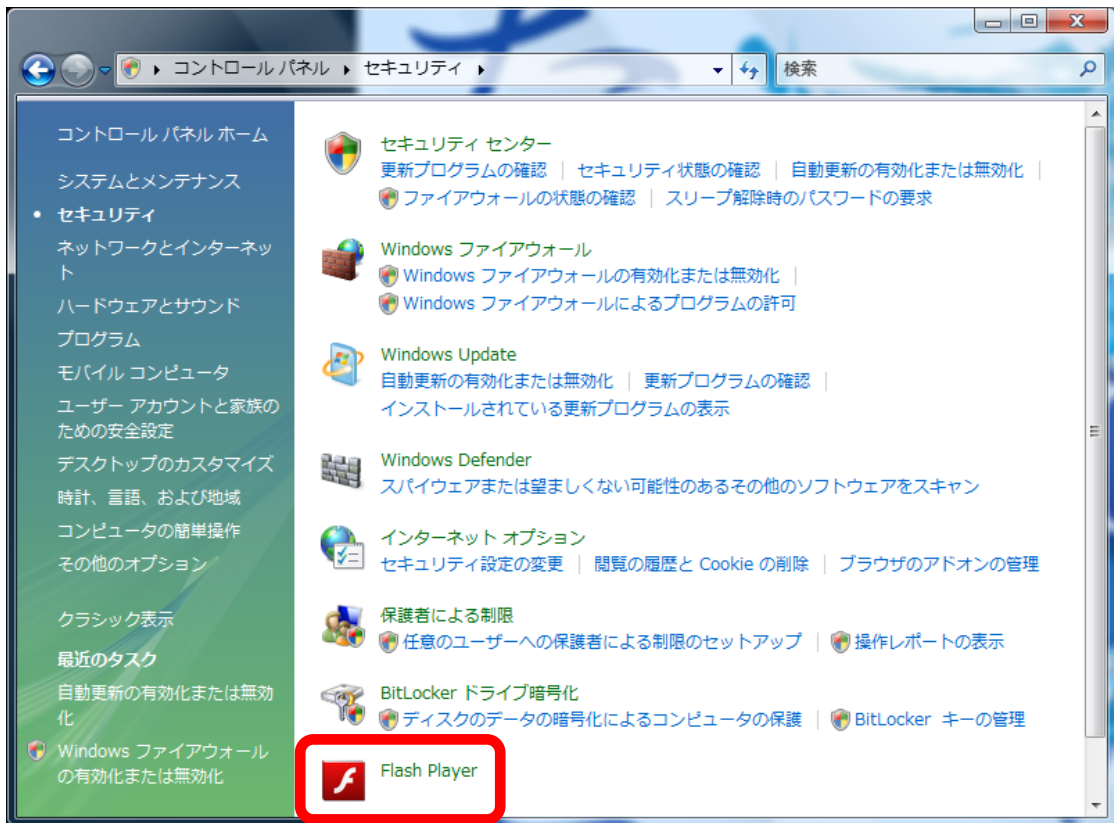 コントロール パネル ▸ セキュリティ ▸
検索
コントロール パネル ホーム
システムとメンテナンス
• セキュリティ
ネットワークとインターネッ
ト
ハードウェアとサウンド
プログラム
モバイル コンピュータ
ユーザー アカウントと家族の
ための安全設定
デスクトップのカスタマイズ
時計、言語、および地域
コンピュータの簡単操作
その他のオプション
クラシック表示
最近のタスク
自動更新の有効化または無効
化
Windows ファイアウォール
の有効化または無効化
セキュリティ センター
更新プログラムの確認 | セキュリティ状態の確認 | 自動更新の有効化または無効化 |
ファイアウォールの状態の確認 | スリープ解除時のパスワードの要求
Windows ファイアウォール
Windows ファイアウォールの有効化または無効化 |
Windows ファイアウォールによるプログラムの許可
Windows Update
自動更新の有効化または無効化 | 更新プログラムの確認 |
インストールされている更新プログラムの表示
Windows Defender
スパイウェアまたは望ましくない可能性のあるその他のソフトウェアをスキャン
インターネット オプション
セキュリティ設定の変更 | 閲覧の履歴と Cookie の削除 | ブラウザのアドオンの管理
保護者による制限
任意のユーザーへの保護者による制限のセットアップ | 操作レポートの表示
BitLocker ドライブ暗号化
ディスクのデータの暗号化によるコンピュータの保護 | BitLocker キーの管理
Flash Player